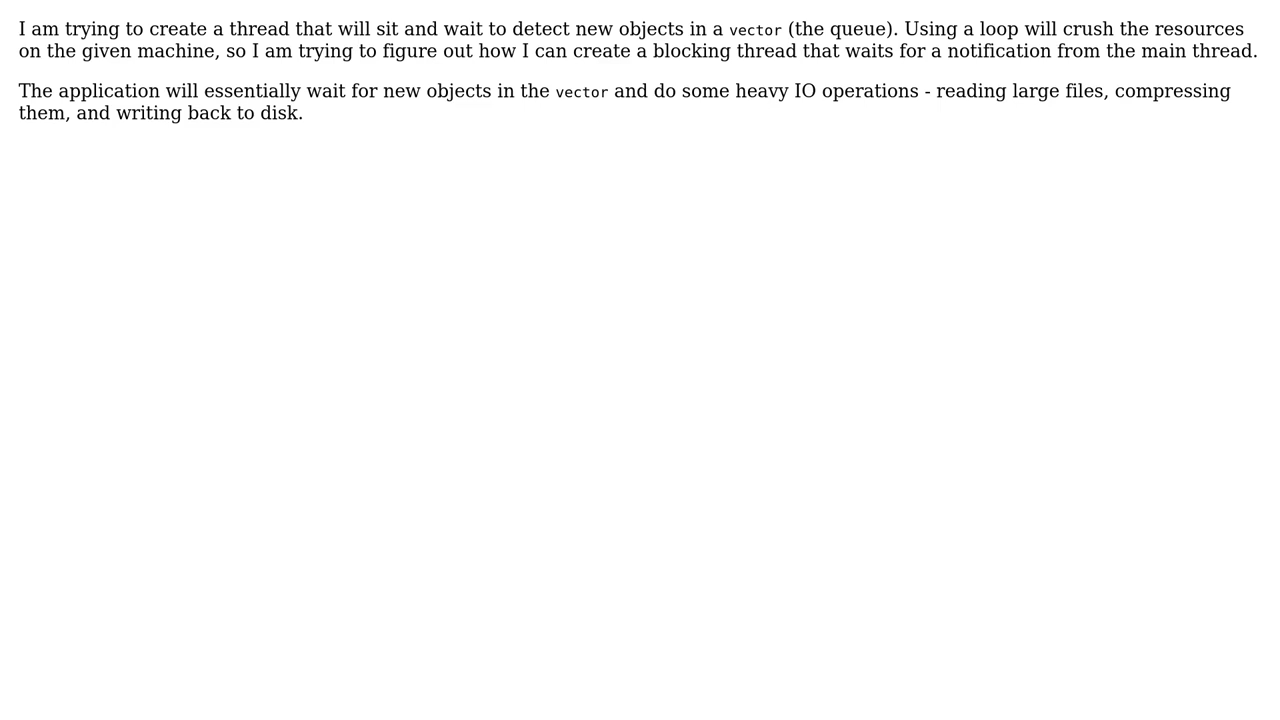 I am trying to create a thread that will sit and wait to detect new objects in a vector (the queue). Using a loop will crush the resources
on the given machine, so I am trying to figure out how I can create a blocking thread that waits for a notification from the main thread.
The application will essentially wait for new objects in the vector and do some heavy IO operations - reading large files, compressing
them, and writing back to disk.